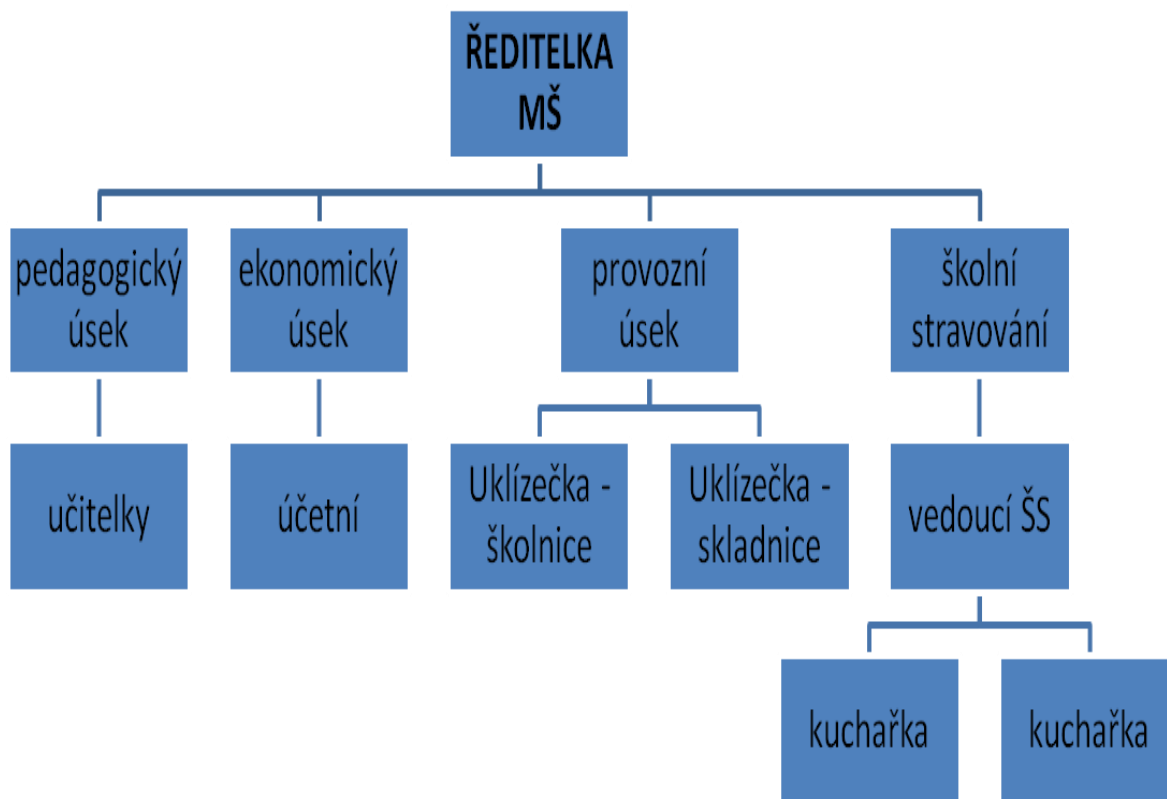 ŘEDITELKA
MŠ
pedagogický
úsek
ekonomický
úsek
provozní
úsek
školní
stravování
učitelky
účetní
Uklízečka -
školnice
Uklízečka -
skladnice
vedoucí ŠS
kuchařka
kuchařka